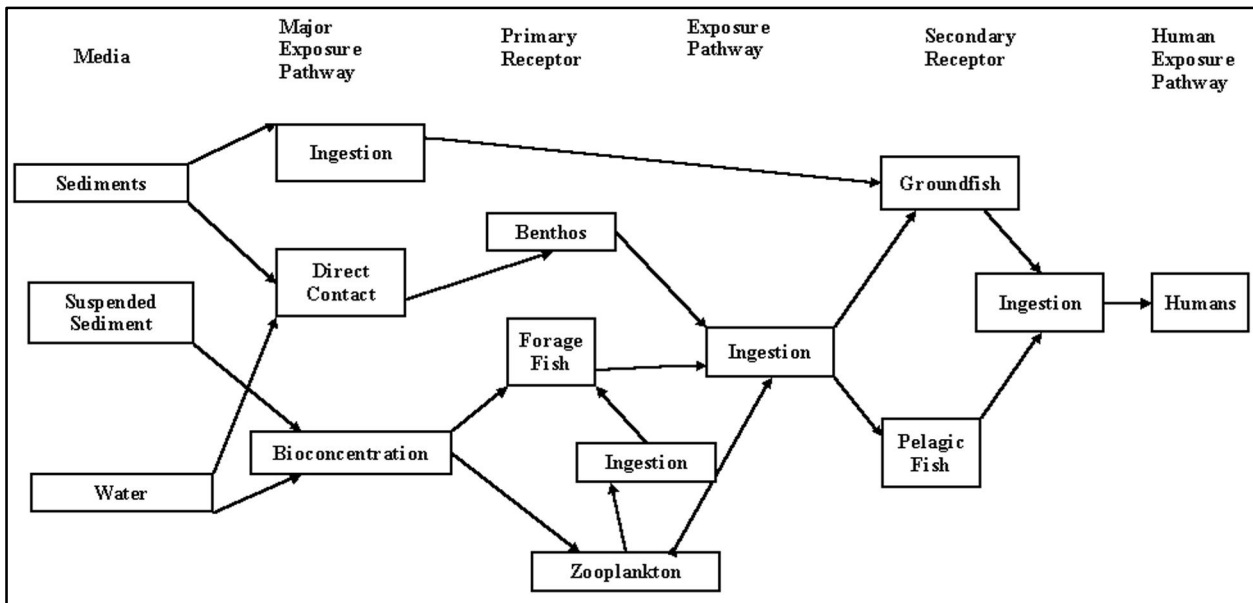 Media
Major
Exposure
Pathway
Primary
Receptor
Exposure
Pathway
Secondary
Receptor
Human
Exposure
Pathway
Ingestion
Sediments
Groundfish
Benthos
Direct
Contact
Suspended
Sediment
Ingestion
Humans
Forage
Fish
Ingestion
Bioconcentration
Ingestion
Pelagic
Fish
Water
Zooplankton